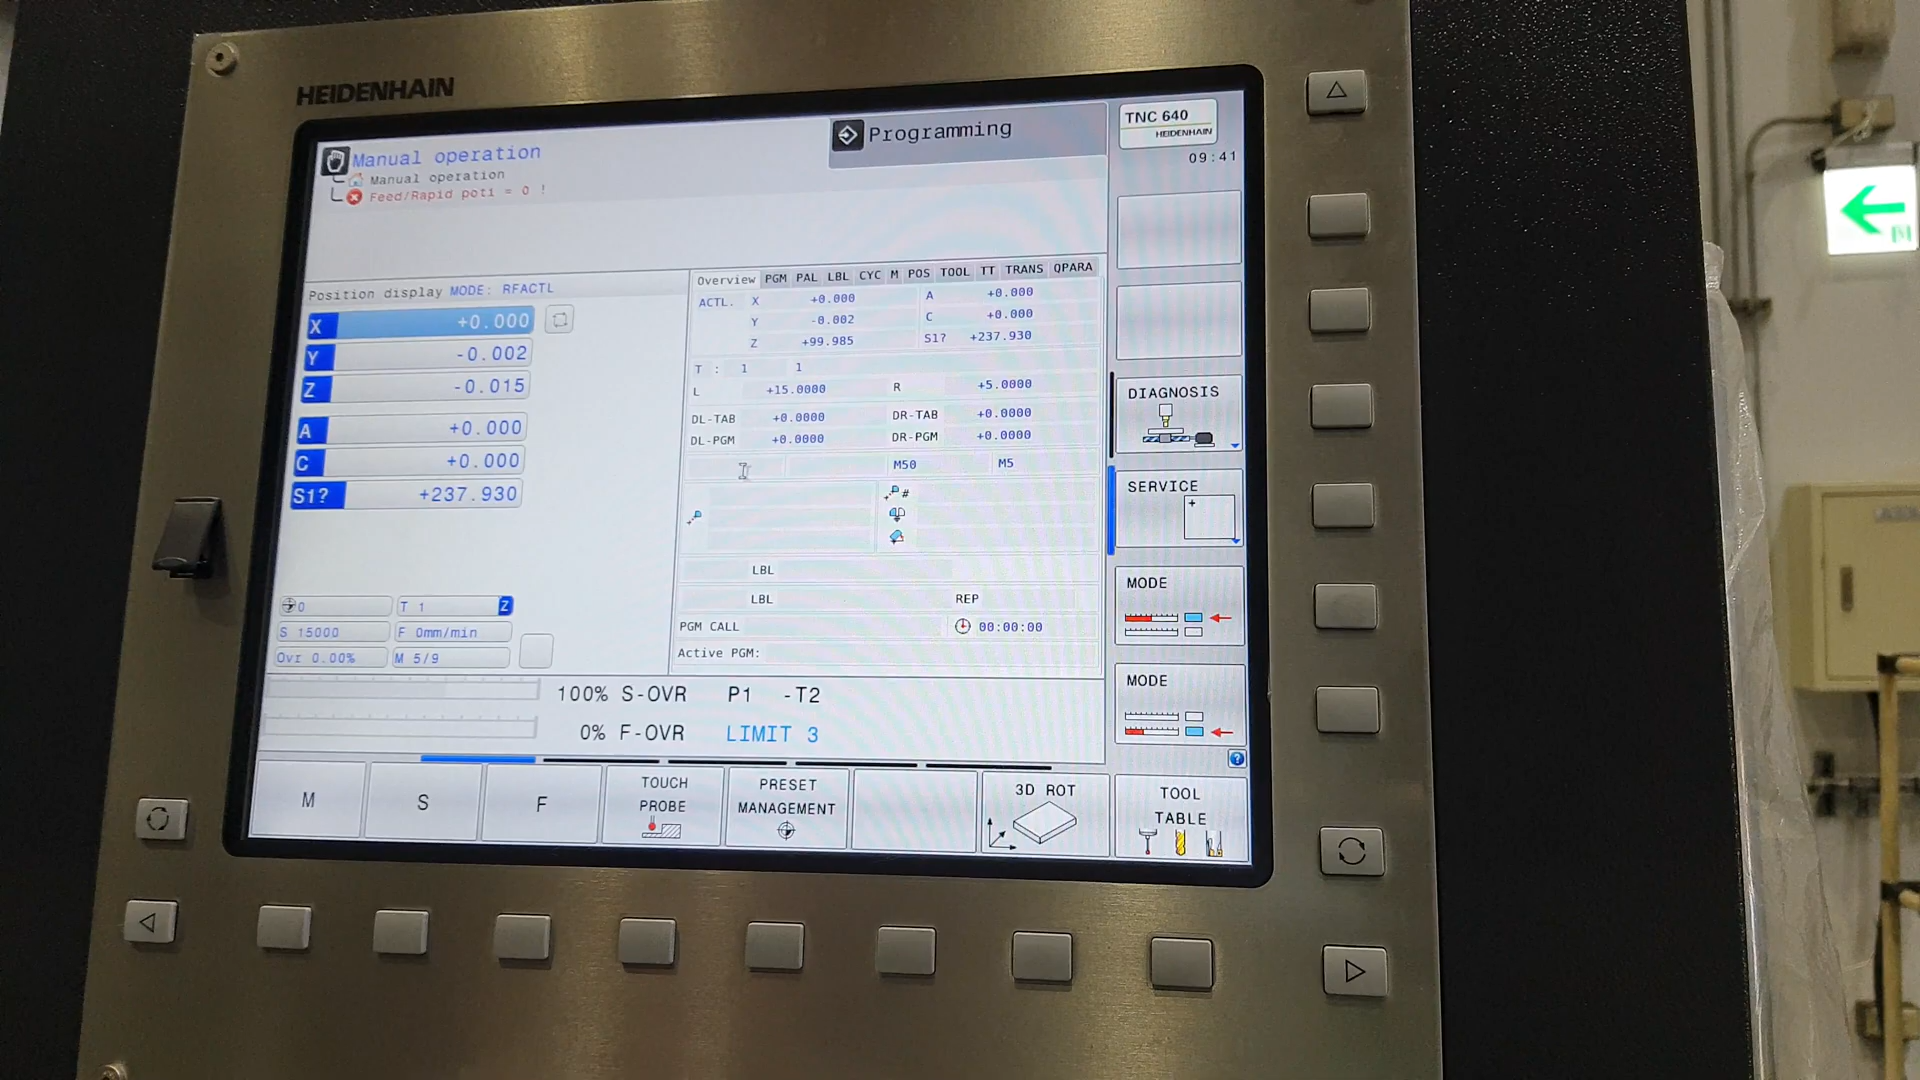 HEIDENHAIN
Manual operation
Manual operation
Feed/Rapid poti = 0 !
Programming
TNC 640
HEIDENHAIN
09:41
Position display MODE: RFACTL
X +0.000
Y -0.002
Z -0.015
A +0.000
C +0.000
S1? +237.930
0
T 1 Z
S 15000
F 0mm/min
Ovr 0.00%
M 5/9
Overview PGM PAL LBL CYC M POS TOOL TT TRANS QPARA
ACTL. X +0.000 A +0.000
Y -0.002 C +0.000
Z +99.985 S1? +237.930
T : 1 1
L +15.0000 R +5.0000
DL-TAB +0.0000 DR-TAB +0.0000
DL-PGM +0.0000 DR-PGM +0.0000
M50 M5
#
LBL
LBL REP
PGM CALL 00:00:00
Active PGM:
100% S-OVR P1 -T2
0% F-OVR LIMIT 3
DIAGNOSIS
SERVICE
MODE
MODE
?
M
S
F
TOUCH
PROBE
PRESET
MANAGEMENT
3D ROT
TOOL
TABLE